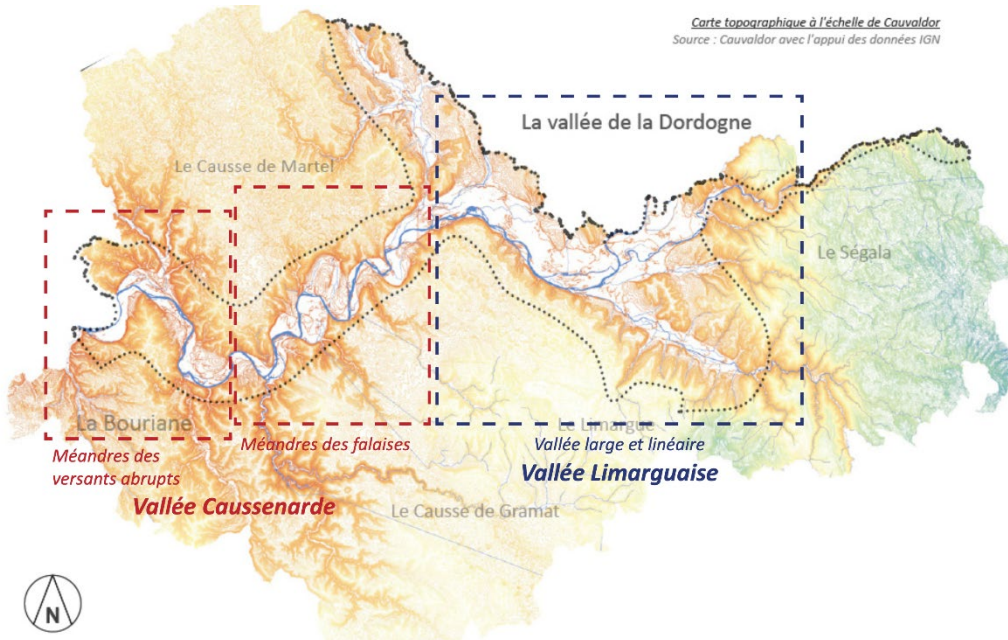 Carte topographique à l'échelle de Cauvaldor
Source : Cauvaldor avec l'appui des données IGN
La vallée de la Dordogne
Le Causse de Martel
Le Ségala
La Bouriane
Le Limargue
Méandres des
versants abrupts
Méandres des falaises
Vallée large et linéaire
Vallée Limarguaise
Vallée Caussenarde
Le Causse de Gramat
N